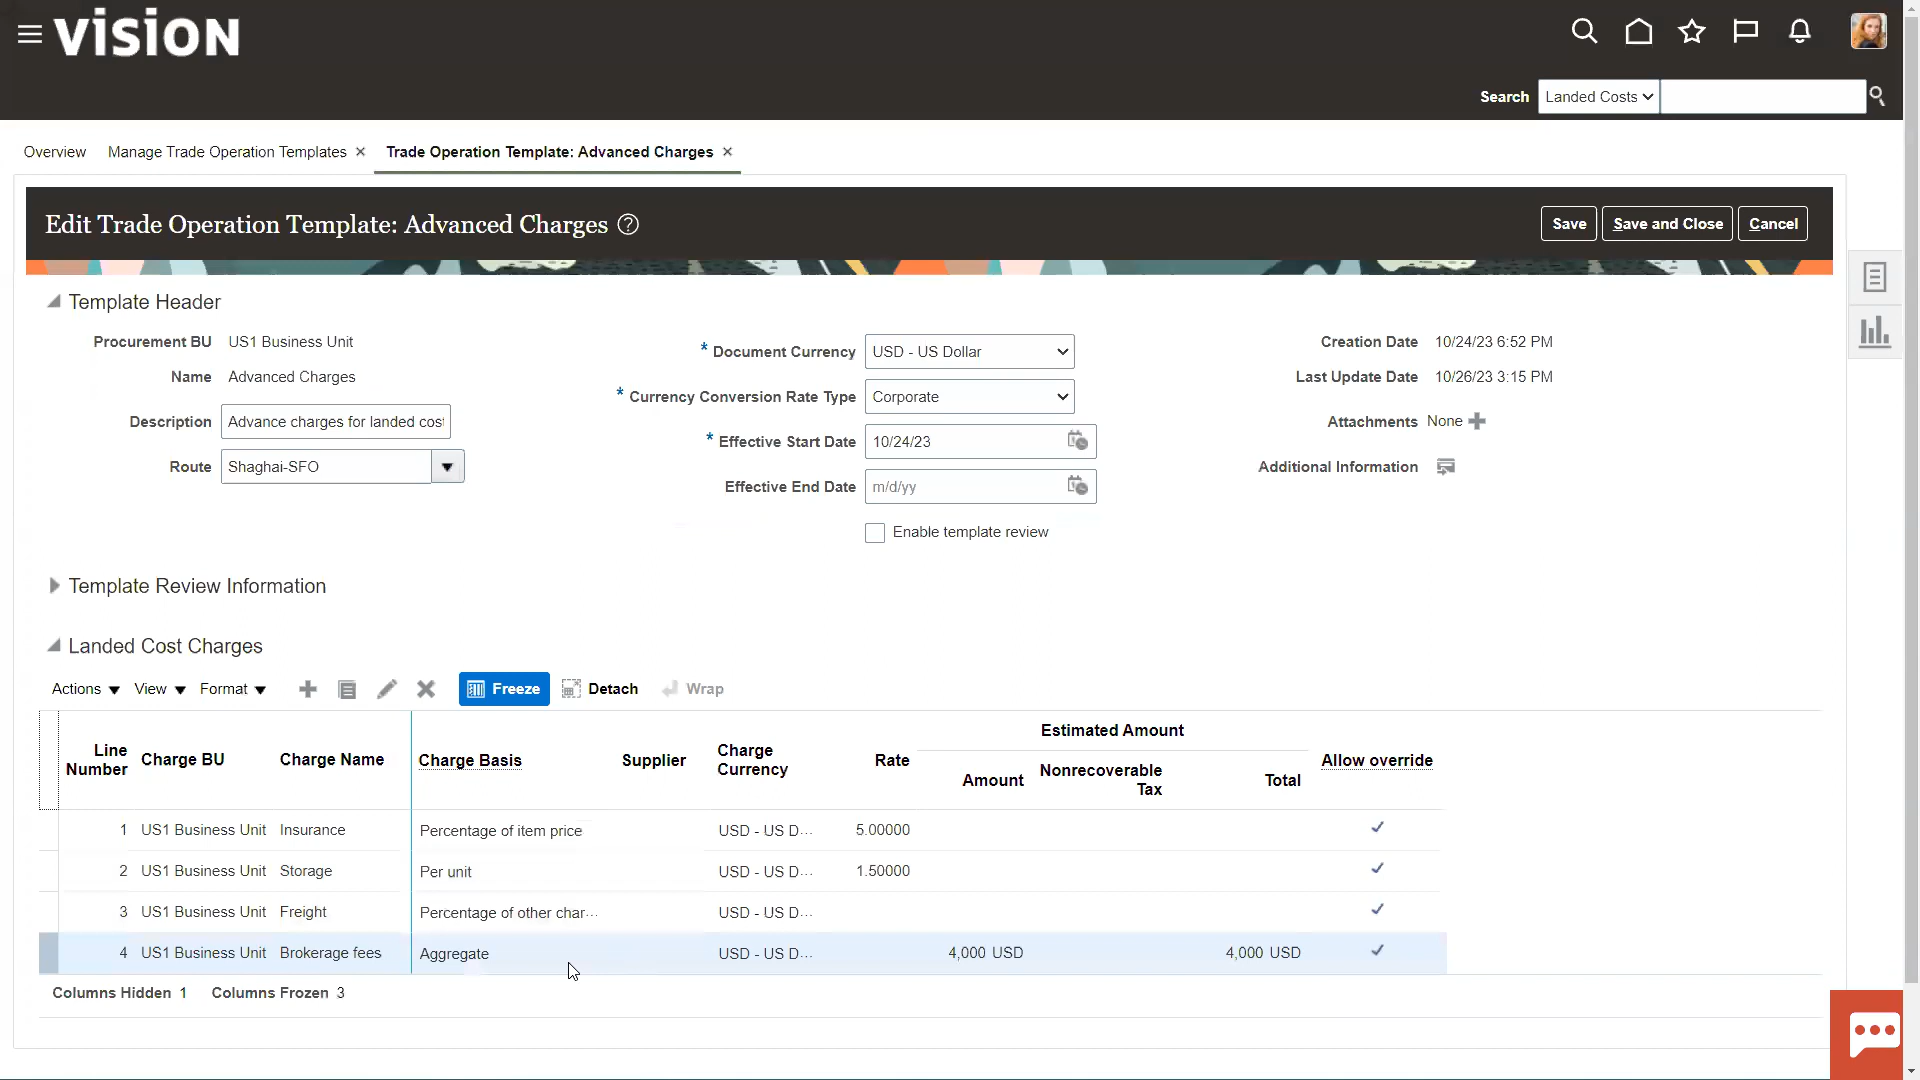 vision
Search Landed Costs
Overview Manage Trade Operation Templates Trade Operation Template: Advanced Charges
Edit Trade Operation Template: Advanced Charges ?
Save Save and Close Cancel
Template Header
Procurement BU US1 Business Unit
Name Advanced Charges
Description Advance charges for landed cost
Route Shaghai-SFO
* Document Currency USD - US Dollar
* Currency Conversion Rate Type Corporate
* Effective Start Date 10/24/23
Effective End Date m/d/yy
Enable template review
Creation Date 10/24/23 6:52 PM
Last Update Date 10/26/23 3:15 PM
Attachments None
Additional Information
Template Review Information
Landed Cost Charges
Actions View Format Freeze Detach Wrap
Line Number Charge BU Charge Name Charge Basis Supplier Charge Currency Rate Estimated Amount Amount Nonrecoverable Tax Total Allow override
1 US1 Business Unit Insurance Percentage of item price USD - US D... 5.00000
2 US1 Business Unit Storage Per unit USD - US D... 1.50000
3 US1 Business Unit Freight Percentage of other char... USD - US D...
4 US1 Business Unit Brokerage fees Aggregate USD - US D... 4,000 USD 4,000 USD
Columns Hidden 1 Columns Frozen 3